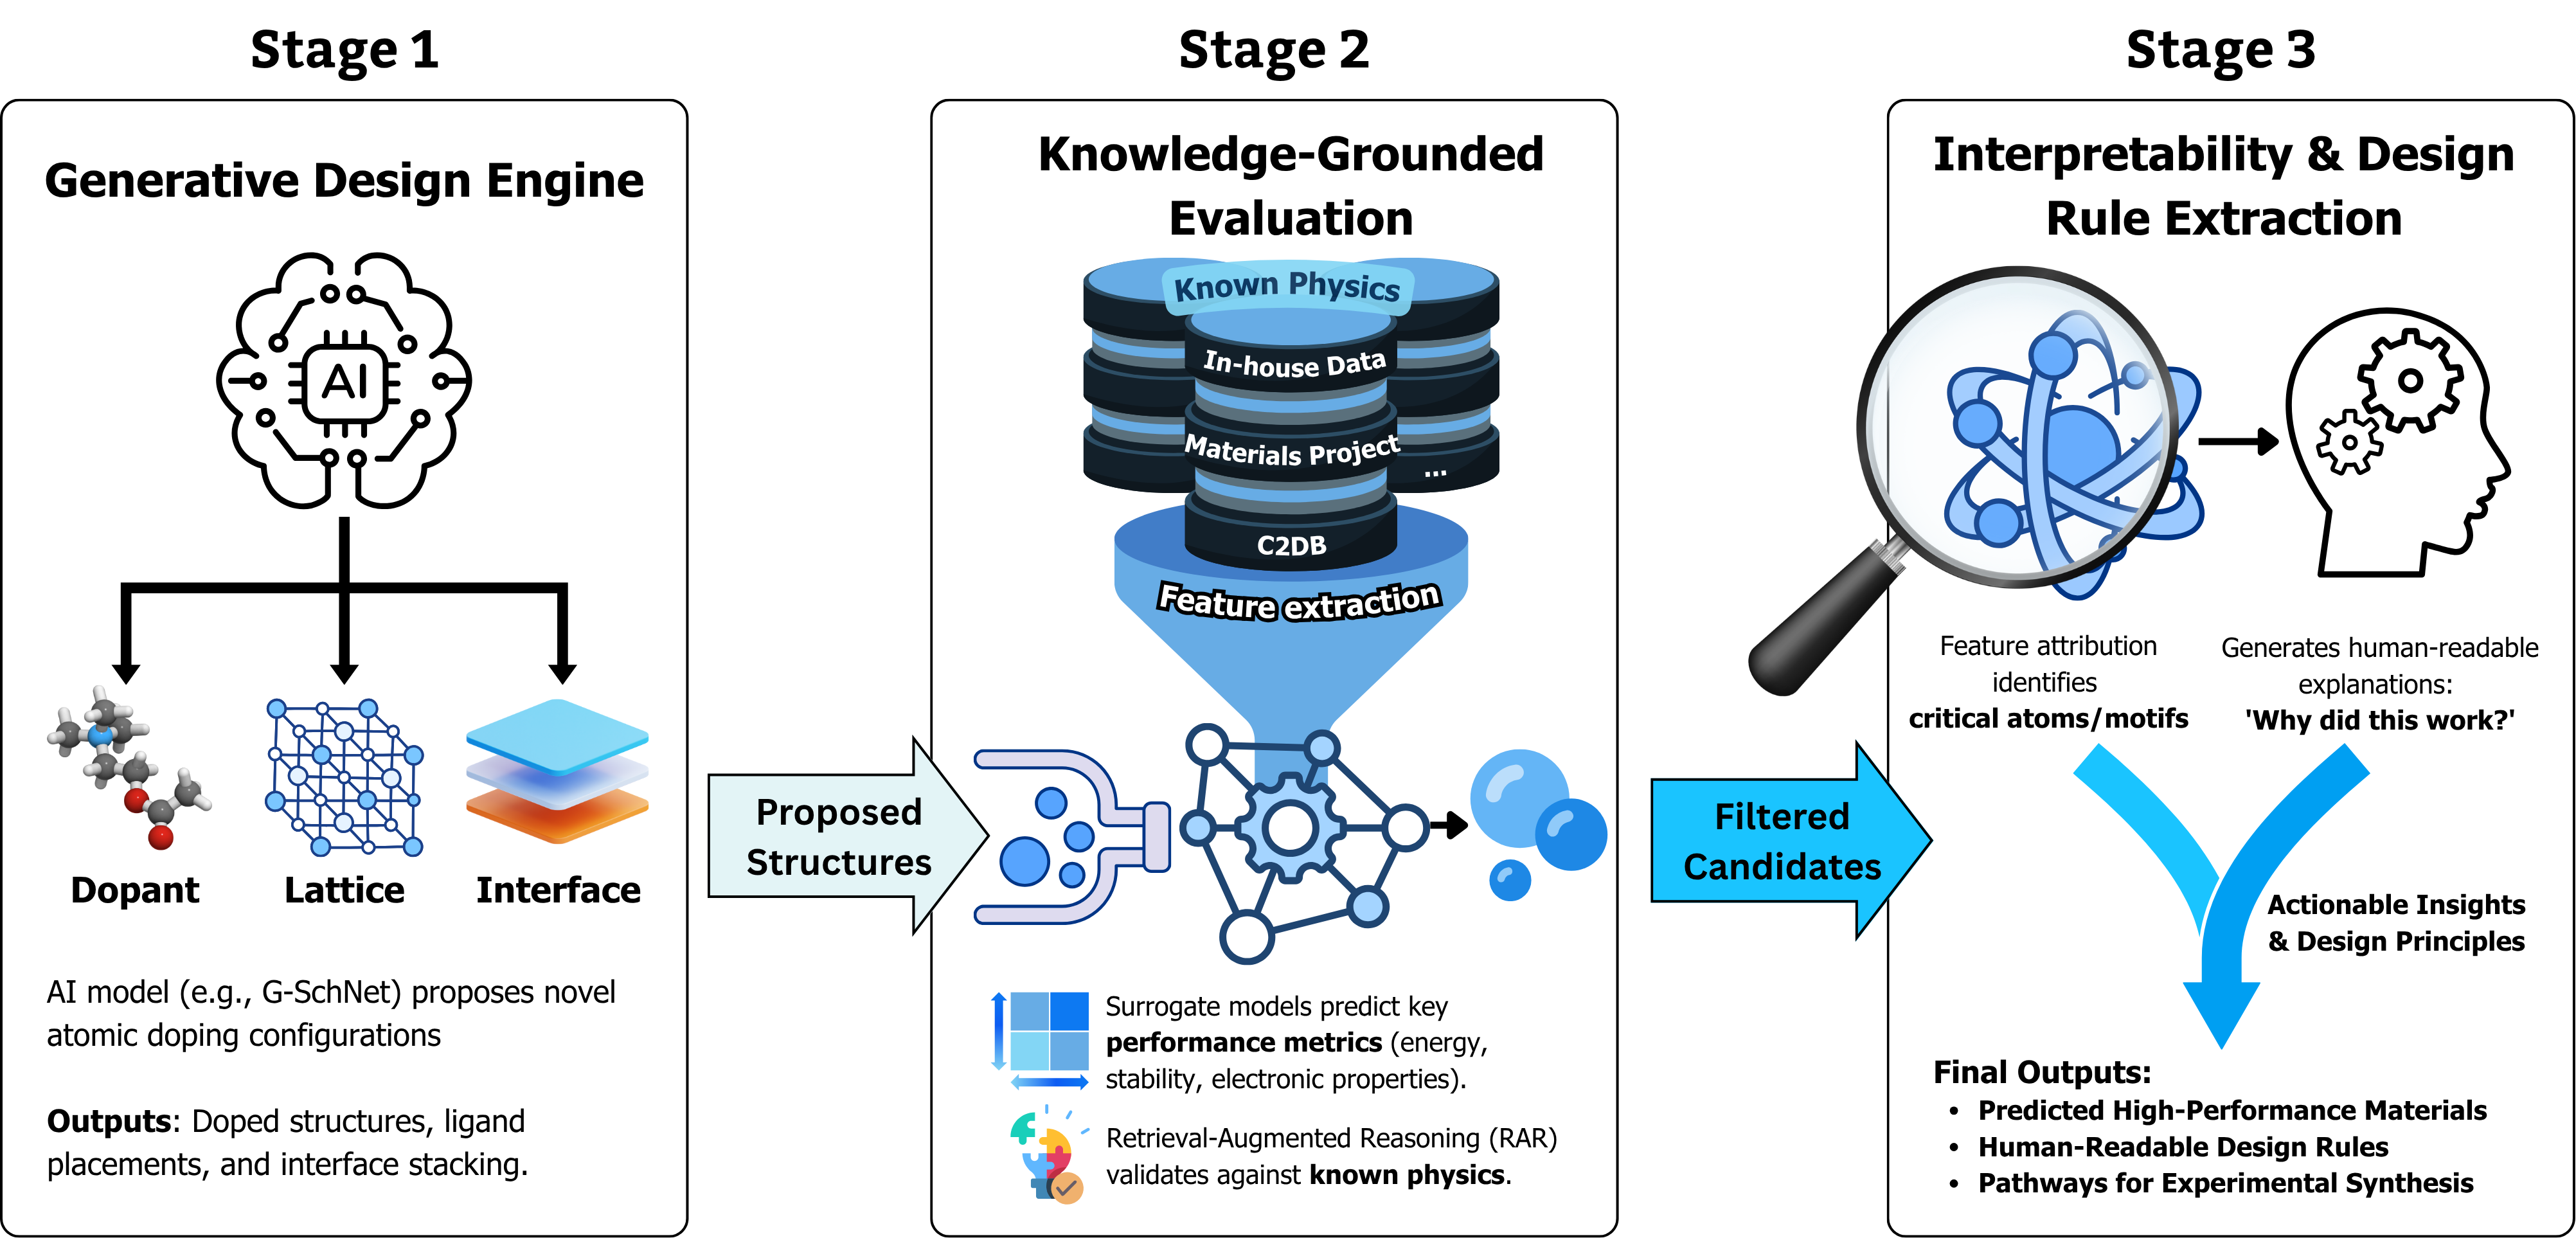 Stage 1
Generative Design Engine
AI
Dopant
Lattice
Interface
AI model (e.g., G-SchNet) proposes novel
atomic doping configurations
Outputs: Doped structures, ligand
placements, and interface stacking.
Proposed
Structures
Stage 2
Knowledge-Grounded
Evaluation
Known Physics
In-house Data
Materials Project
...
C2DB
Feature extraction
Surrogate models predict key
performance metrics (energy,
stability, electronic properties).
Retrieval-Augmented Reasoning (RAR)
validates against known physics.
Filtered
Candidates
Stage 3
Interpretability & Design
Rule Extraction
Feature attribution
identifies
critical atoms/motifs
Generates human-readable
explanations:
'Why did this work?'
Actionable Insights
& Design Principles
Final Outputs:
• Predicted High-Performance Materials
• Human-Readable Design Rules
• Pathways for Experimental Synthesis